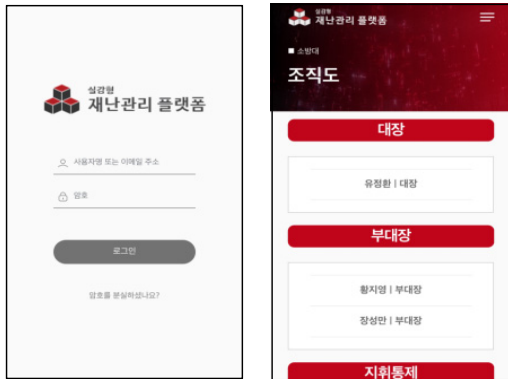 실감형
재난관리 플랫폼
사용자명 또는 이메일 주소
암호
로그인
암호를 분실하셨나요?
실감형
재난관리 플랫폼
소방대
조직도
대장
유정환 | 대장
부대장
황지영 | 부대장
장성만 | 부대장
지휘통제